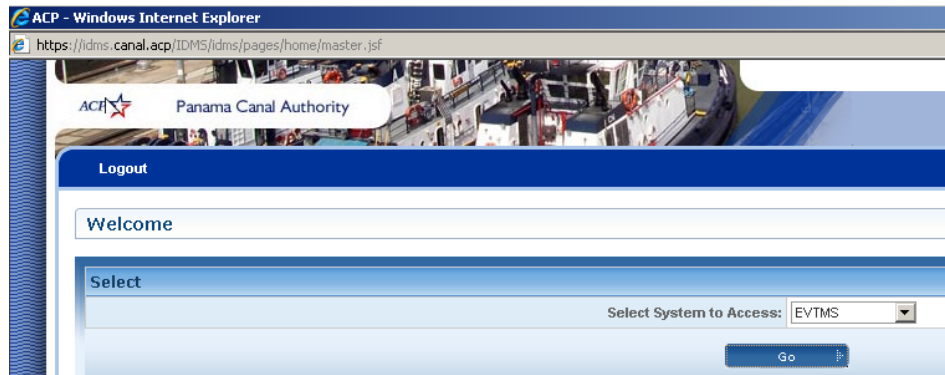 ACP - Windows Internet Explorer
https://idms.canal.acp/IDMS/idms/pages/home/master.jsf
ACP Panama Canal Authority
Logout
Welcome
Select
Select System to Access: EVTMS
Go